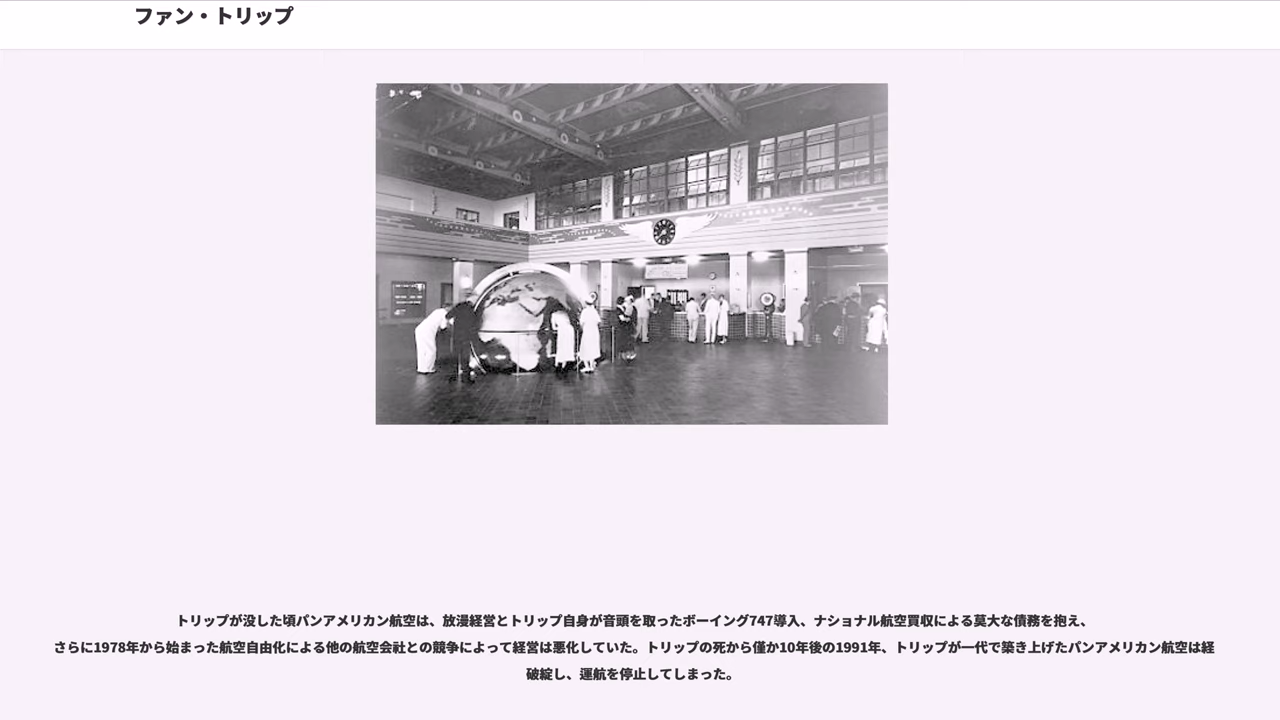 ファン・トリップ
トリップが没した頃パンアメリカン航空は、放漫経営とトリップ自身が音頭を取ったボーイング747導入、ナショナル航空買収による莫大な債務を抱え、
さらに1978年から始まった航空自由化による他の航空会社との競争によって経営は悪化していた。トリップの死から僅か10年後の1991年、トリップが一代で築き上げたパンアメリカン航空は経
破綻し、運航を停止してしまった。